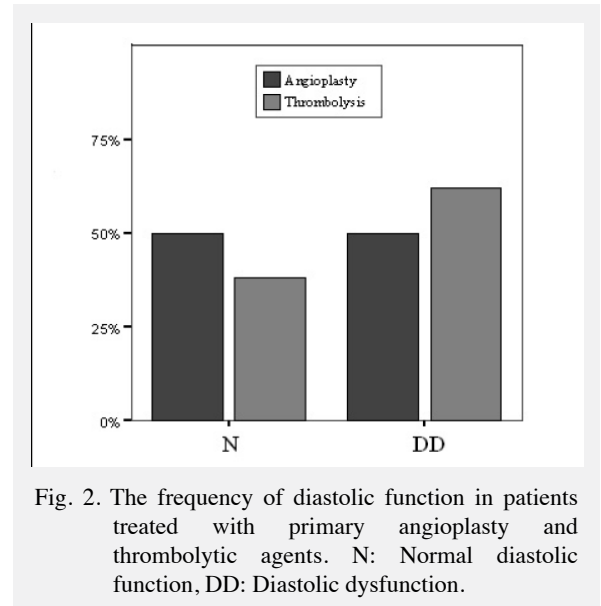 Angioplasty
Thrombolysis
75%
50%
25%
0%
N DD
Fig. 2. The frequency of diastolic function in patients
treated with primary angioplasty and
thrombolytic agents. N: Normal diastolic
function, DD: Diastolic dysfunction.